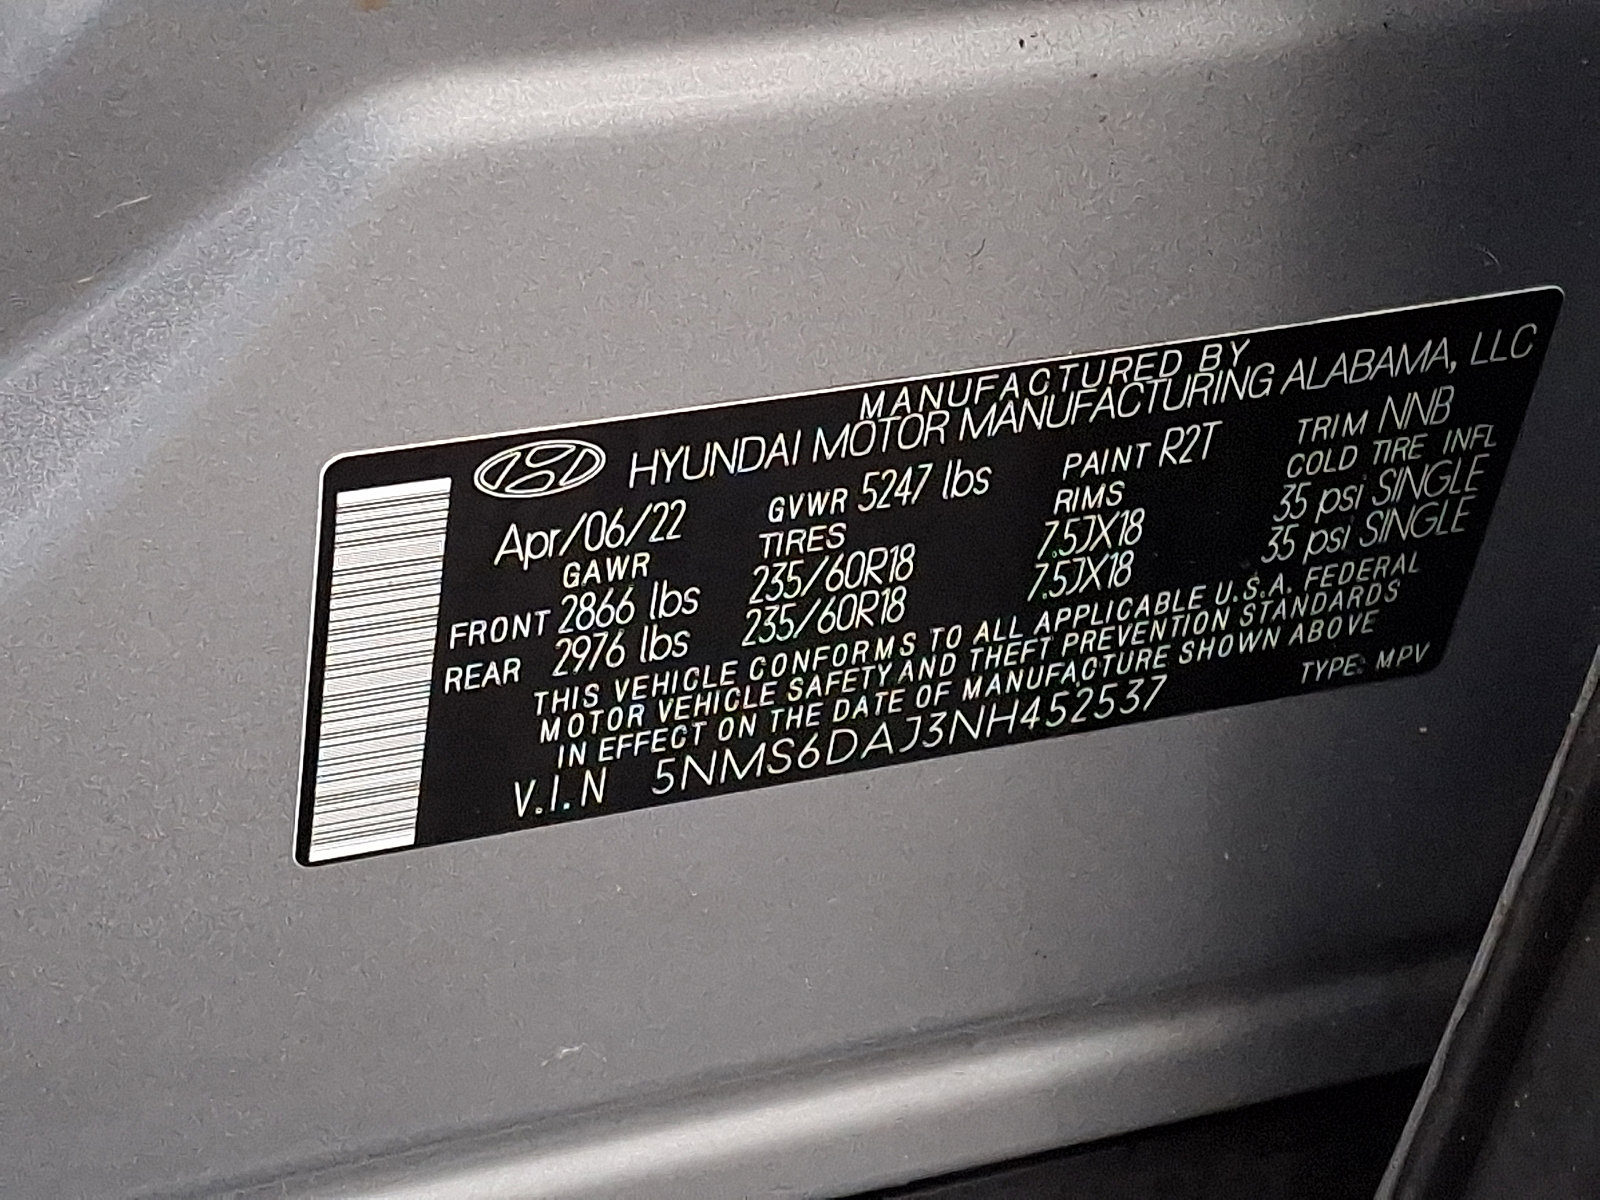 MANUFACTURED BY
HYUNDAI MOTOR MANUFACTURING ALABAMA, LLC
Apr/06/22 GVWR 5247 lbs PAINT R2T TRIM NNB
GAWR TIRES RIMS COLD TIRE INFL
FRONT 2866 lbs 235/60R18 7.5JX18 35 psi SINGLE
REAR 2976 lbs 235/60R18 7.5JX18 35 psi SINGLE
THIS VEHICLE CONFORMS TO ALL APPLICABLE U.S.A. FEDERAL
MOTOR VEHICLE SAFETY AND THEFT PREVENTION STANDARDS
IN EFFECT ON THE DATE OF MANUFACTURE SHOWN ABOVE
V.I.N 5NMS6DAJ3NH452537 TYPE: MPV